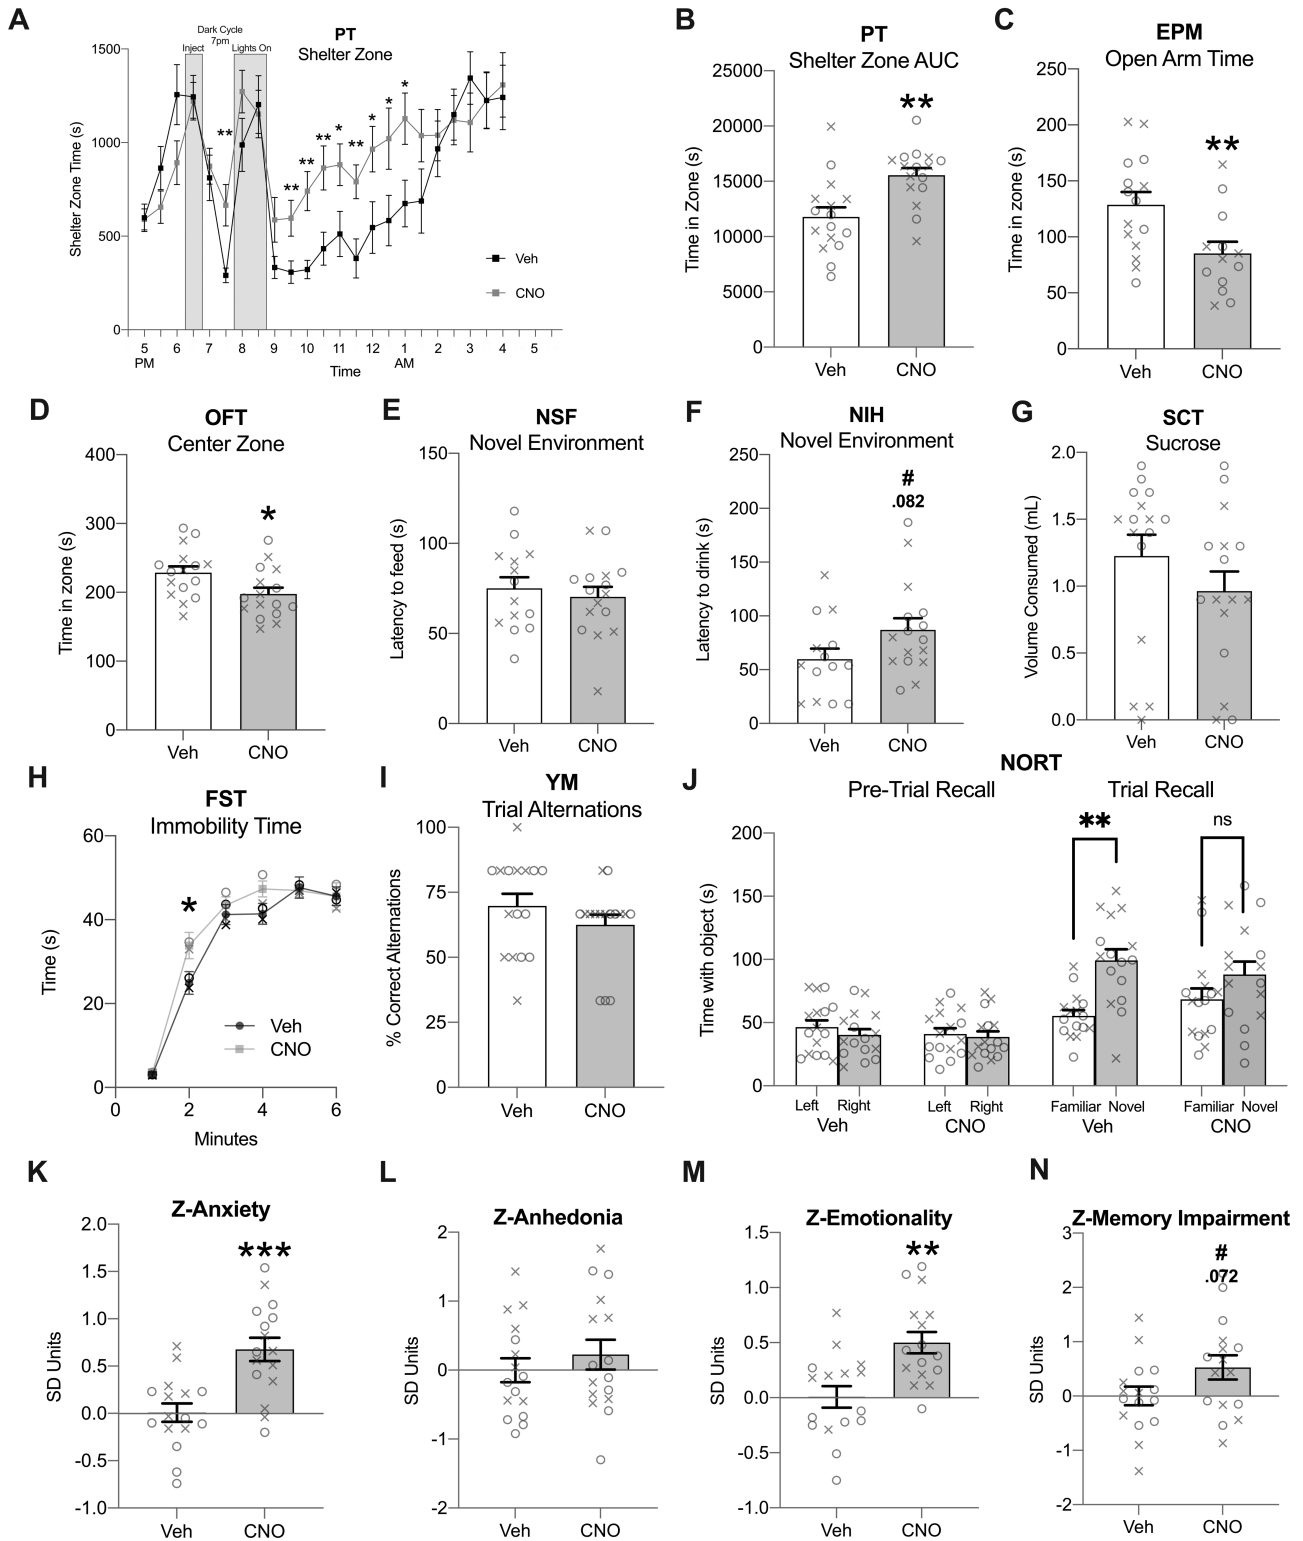 A
PT
Shelter Zone
Dark Cycle
7pm
Inject
Lights On
Shelter Zone Time (s)
1500
1000
500
0
** ** ** ** * ** * * *
Veh
CNO
5 6 7 8 9 10 11 12 1 2 3 4 5
PM AM
Time
B
PT
Shelter Zone AUC
**
Time in zone (s)
25000
20000
15000
10000
5000
0
Veh CNO
C
EPM
Open Arm Time
**
Time in zone (s)
250
200
150
100
50
0
Veh CNO
D
OFT
Center Zone
*
Time in zone (s)
400
300
200
100
0
Veh CNO
E
NSF
Novel Environment
Latency to feed (s)
150
100
50
0
Veh CNO
F
NIH
Novel Environment
#
.082
Latency to drink (s)
250
200
150
100
50
0
Veh CNO
G
SCT
Sucrose
Volume Consumed (mL)
2.0
1.5
1.0
0.5
0.0
Veh CNO
H
FST
Immobility Time
*
Time (s)
60
40
20
0
Veh
CNO
0 2 4 6
Minutes
I
YM
Trial Alternations
% Correct Alternations
100
75
50
25
0
Veh CNO
J
NORT
Pre-Trial Recall Trial Recall
** ns
Time with object (s)
200
150
100
50
0
Left Right Left Right Familiar Novel Familiar Novel
Veh CNO Veh CNO
K
Z-Anxiety
***
SD Units
2.0
1.5
1.0
0.5
0.0
-0.5
-1.0
Veh CNO
L
Z-Anhedonia
SD Units
2
1
0
-1
-2
Veh CNO
M
Z-Emotionality
**
SD Units
1.5
1.0
0.5
0.0
-0.5
-1.0
Veh CNO
N
Z-Memory Impairment
#
.072
SD Units
3
2
1
0
-1
-2
Veh CNO